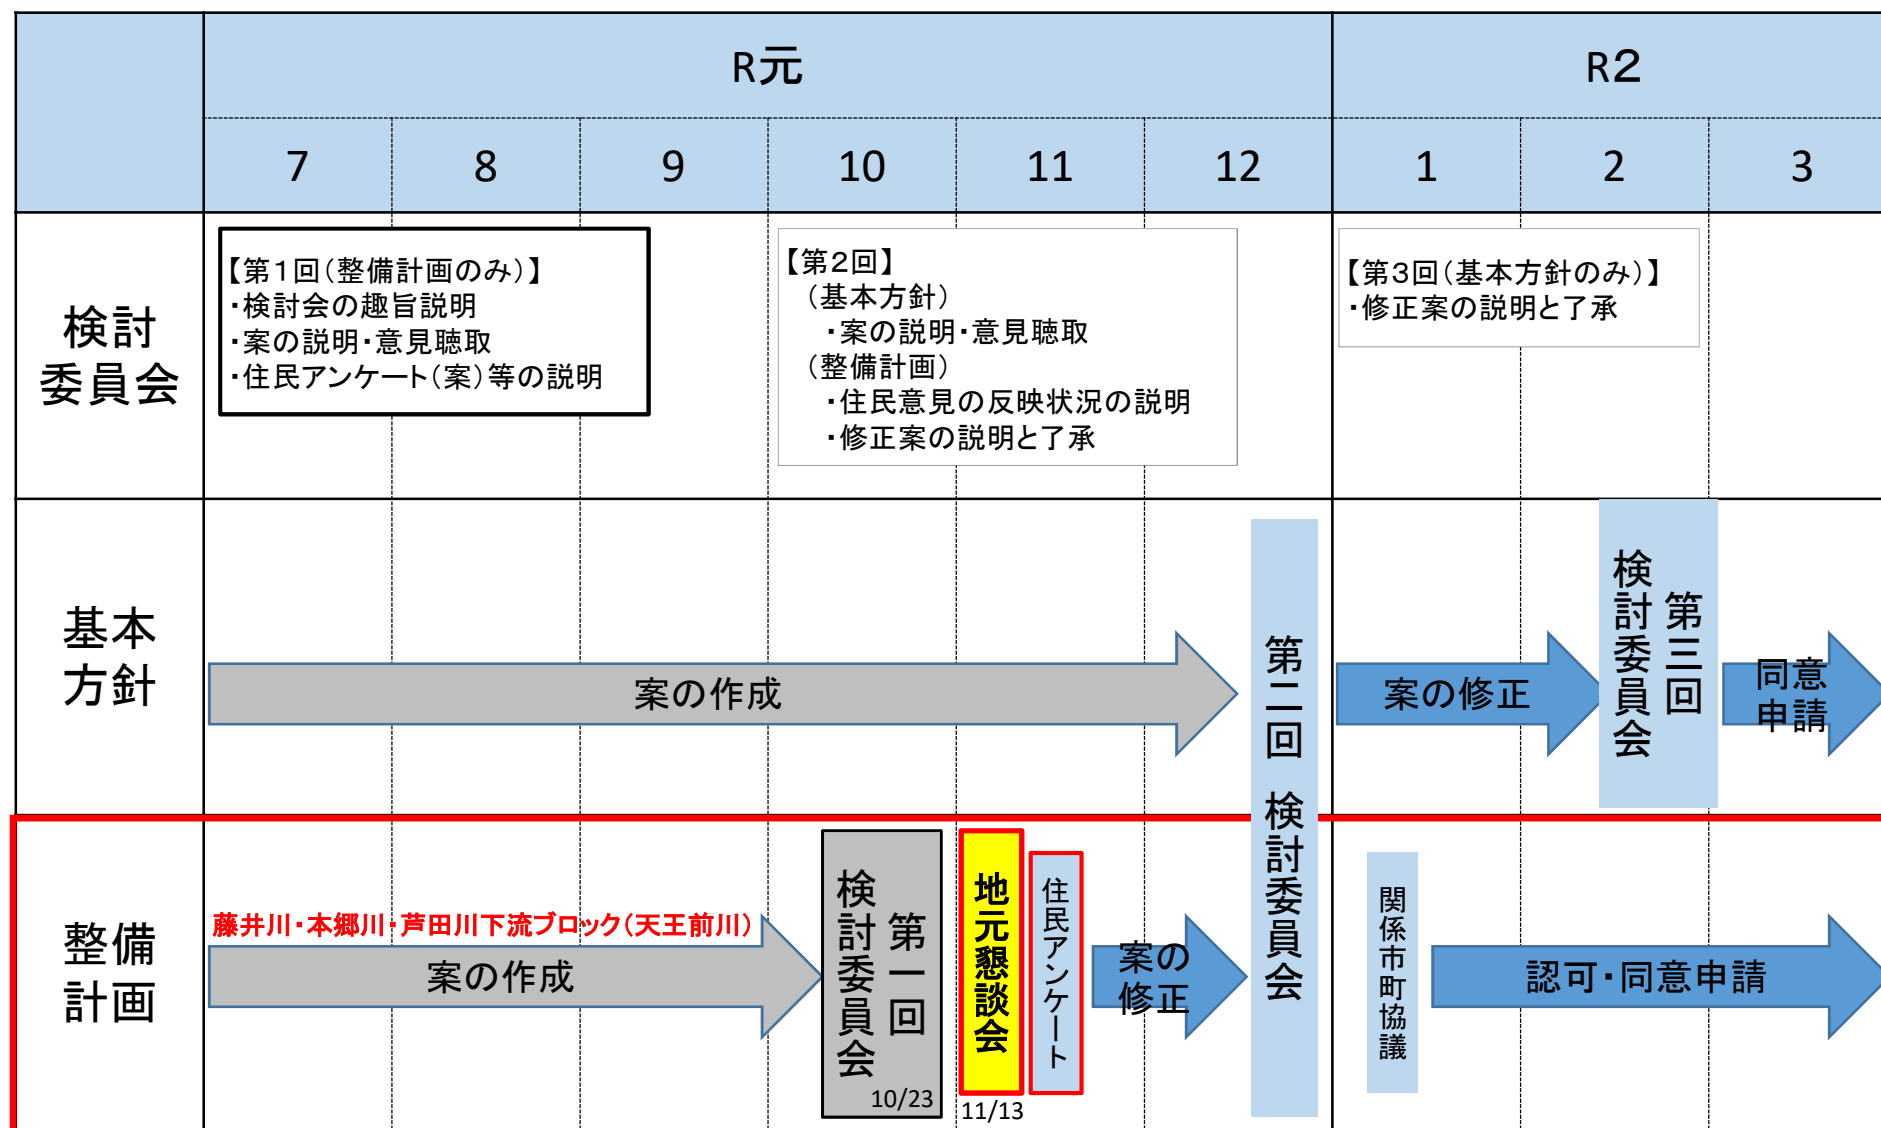 R元
R2
7
8
9
10
11
12
1
2
3
検討
委員会
【第1回(整備計画のみ)】
・検討会の趣旨説明
・案の説明・意見聴取
・住民アンケート(案)等の説明
【第2回】
(基本方針)
・案の説明・意見聴取
(整備計画)
・住民意見の反映状況の説明
・修正案の説明と了承
【第3回(基本方針のみ)】
・修正案の説明と了承
基本
方針
案の作成
第二回 検討委員会
案の修正
第三回
検討委員会
同意
申請
整備
計画
藤井川・本郷川・芦田川下流ブロック(天王前川)
案の作成
第一回
検討委員会
10/23
地元懇談会
11/13
住民アンケート
案の
修正
関係市町協議
認可・同意申請